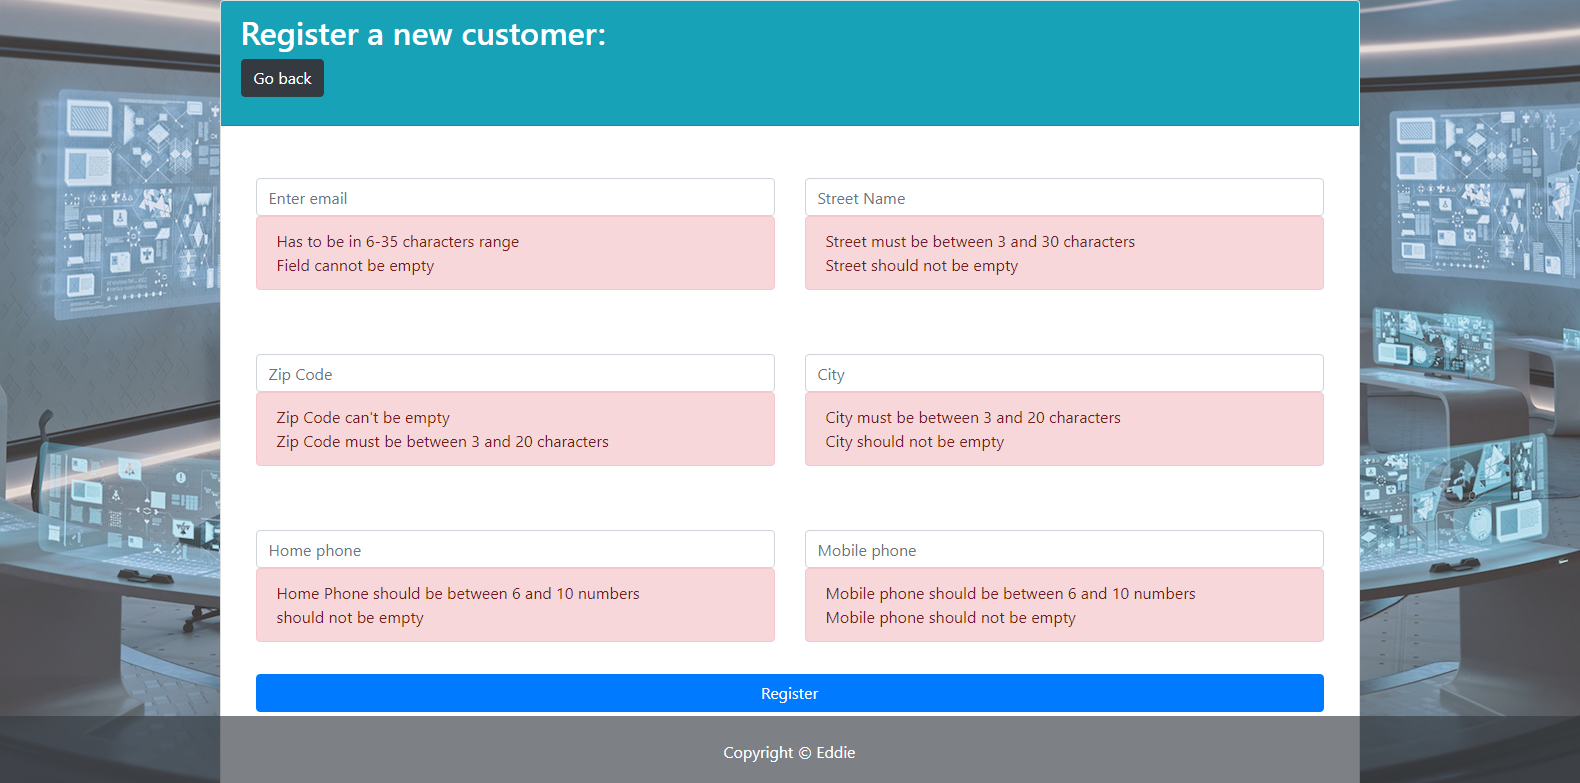 Register a new customer:
Go back
Enter email
Has to be in 6-35 characters range
Field cannot be empty
Street Name
Street must be between 3 and 30 characters
Street should not be empty
Zip Code
Zip Code can't be empty
Zip Code must be between 3 and 20 characters
City
City must be between 3 and 20 characters
City should not be empty
Home phone
Home Phone should be between 6 and 10 numbers
should not be empty
Mobile phone
Mobile phone should be between 6 and 10 numbers
Mobile phone should not be empty
Register
Copyright © Eddie